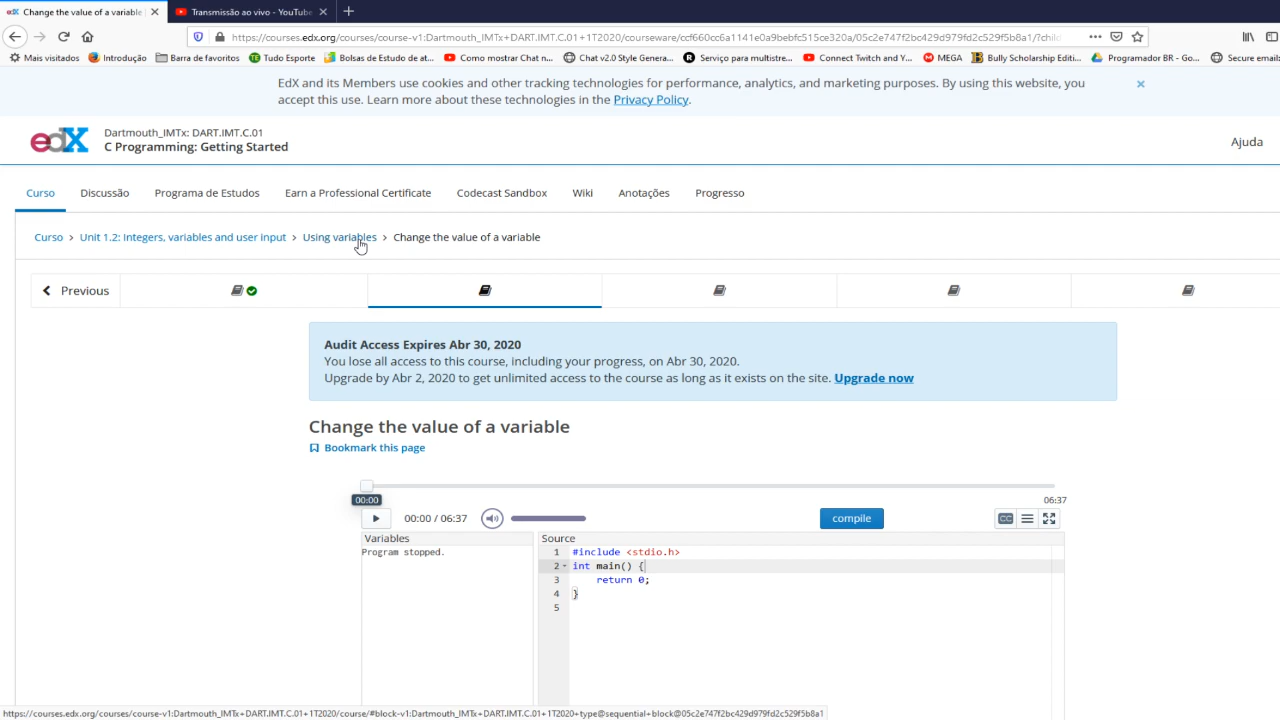 Change the value of a variable
Transmissão ao vivo - YouTube
https://courses.edx.org/courses/course-v1:Dartmouth_IMTx+DART.IMT.C.01+1T2020/courseware/ccf660cc6a1141e0a9bebfc515ce320a/05c2e747f2bc429d979fd2c529f5b8a1/?child
Mais visitados
Introdução
Barra de favoritos
Tudo Esporte
Bolsas de Estudo de at...
Como mostrar Chat n...
Chat v2.0 Style Genera...
Serviço para multistre...
Connect Twitch and Y...
MEGA
Bully Scholarship Editi...
Programador BR - Go...
Secure email:
EdX and its Members use cookies and other tracking technologies for performance, analytics, and marketing purposes. By using this website, you
accept this use. Learn more about these technologies in the Privacy Policy.
edX
Dartmouth_IMTx: DART.IMT.C.01
C Programming: Getting Started
Ajuda
Curso
Discussão
Programa de Estudos
Earn a Professional Certificate
Codecast Sandbox
Wiki
Anotações
Progresso
Curso > Unit 1.2: Integers, variables and user input > Using variables > Change the value of a variable
Previous
Audit Access Expires Abr 30, 2020
You lose all access to this course, including your progress, on Abr 30, 2020.
Upgrade by Abr 2, 2020 to get unlimited access to the course as long as it exists on the site. Upgrade now
Change the value of a variable
Bookmark this page
00:00
06:37
00:00 / 06:37
compile
CC
Variables
Program stopped.
Source
1 #include <stdio.h>
2 int main() {
3 return 0;
4 }
5
https://courses.edx.org/courses/course-v1:Dartmouth_IMTx+DART.IMT.C.01+1T2020/course/#block-v1:Dartmouth_IMTx+DART.IMT.C.01+1T2020+type@sequential+block@05c2e747f2bc429d979fd2c529f5b8a1